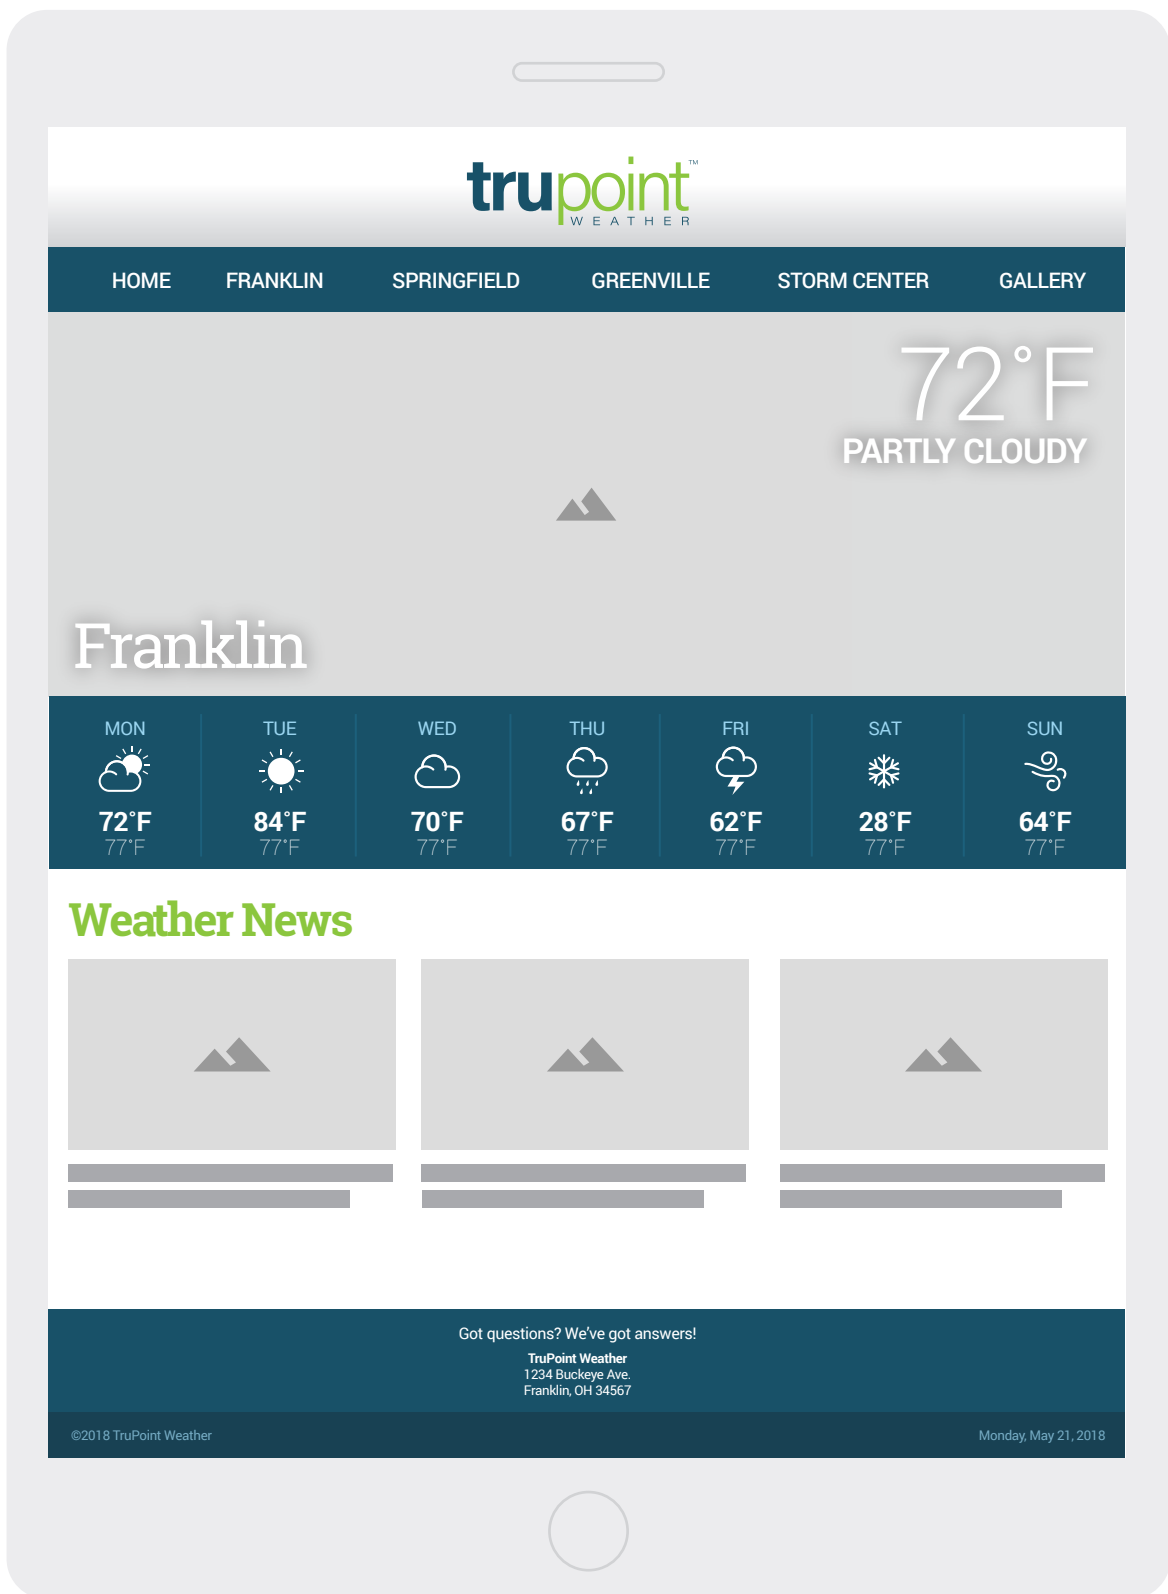 trupoint™
WEATHER
HOME FRANKLIN SPRINGFIELD GREENVILLE STORM CENTER GALLERY
72°F
PARTLY CLOUDY
Franklin
MON TUE WED THU FRI SAT SUN
72°F 84°F 70°F 67°F 62°F 28°F 64°F
77°F 77°F 77°F 77°F 77°F 77°F 77°F
Weather News
Got questions? We've got answers!
TruPoint Weather
1234 Buckeye Ave.
Franklin, OH 34567
©2018 TruPoint Weather Monday, May 21, 2018